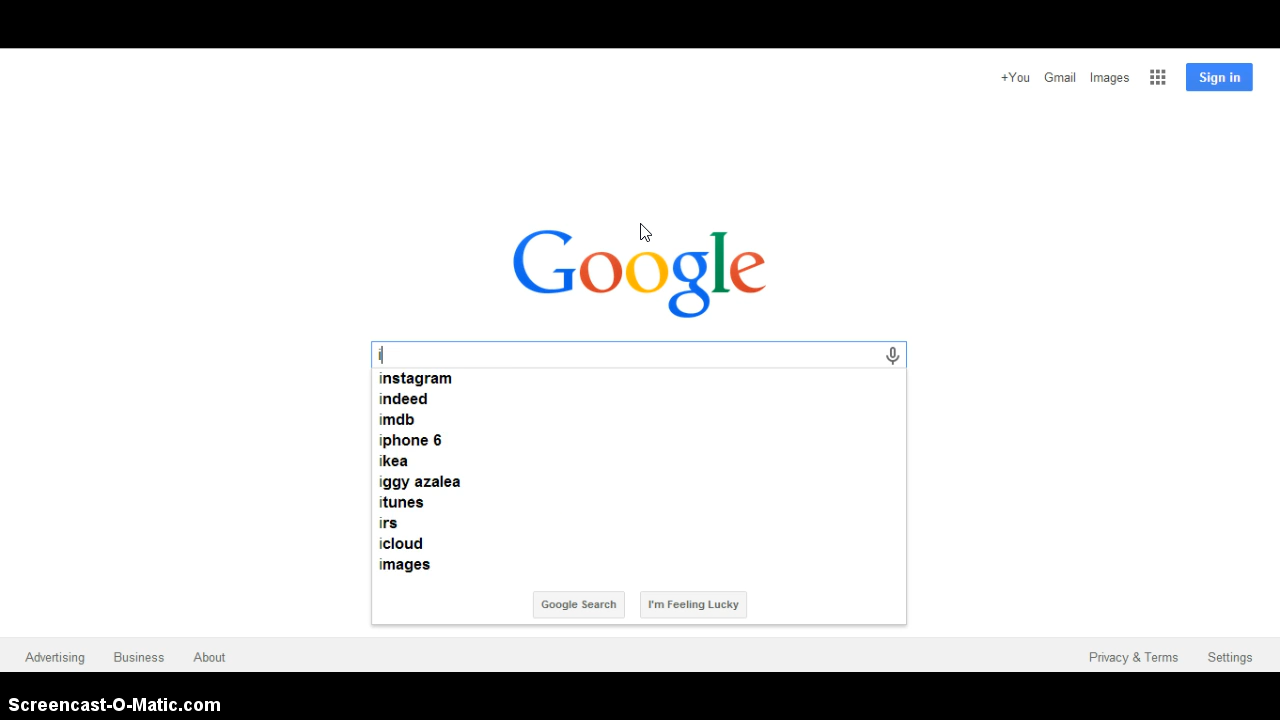 +You Gmail Images Sign in
Google
i
instagram
indeed
imdb
iphone 6
ikea
iggy azalea
itunes
irs
icloud
images
Google Search I'm Feeling Lucky
Advertising Business About Privacy & Terms Settings
Screencast-O-Matic.com